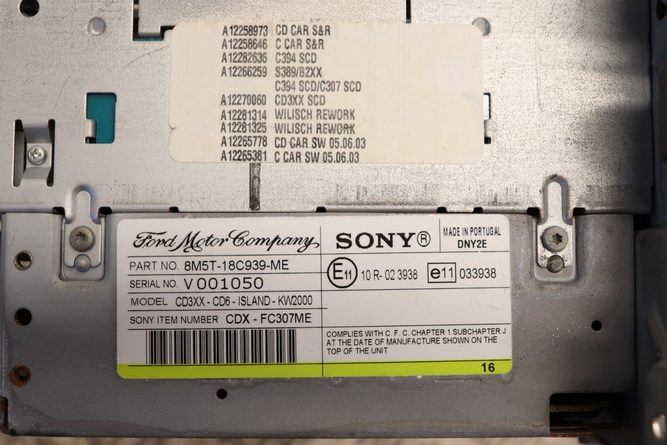 A12258973 CD CAR S&R
A12258646 C CAR S&R
A12282636 C394 SCD
A12266259 S389/B2XX
C394 SCD/C307 SCD
A12270060 CD3XX SCD
A12281314 WILISCH REWORK
A12281325 WILISCH REWORK
A12265778 CD CAR SW 05.06.03
A12265381 C CAR SW 05.06.03
Ford Motor Company
SONY®
MADE IN PORTUGAL
DNY2E
PART NO. 8M5T-18C939-ME
SERIAL NO. V001050
MODEL CD3XX - CD6 - ISLAND - KW2000
SONY ITEM NUMBER CDX - FC307ME
E11 10 R- 02 3938 e11 033938
COMPLIES WITH C. F. C. CHAPTER 1 SUBCHAPTER J
AT THE DATE OF MANUFACTURE SHOWN ON THE
TOP OF THE UNIT
16